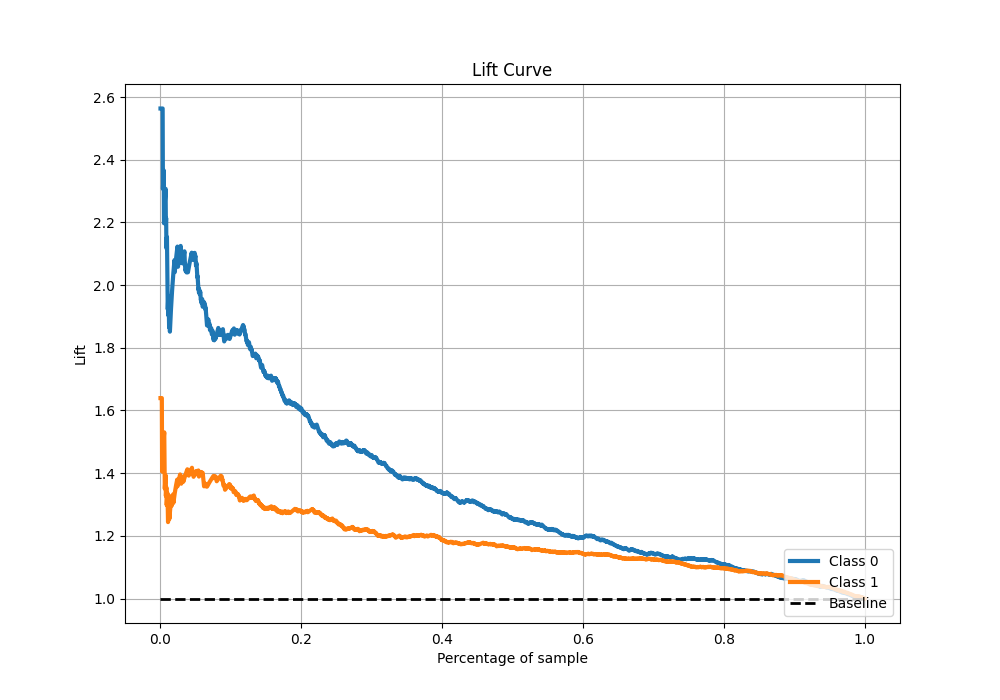 Lift Curve
2.6
2.4
2.2
2.0
1.8
1.6
1.4
1.2
1.0
Lift
0.0 0.2 0.4 0.6 0.8 1.0
Percentage of sample
Class 0
Class 1
Baseline